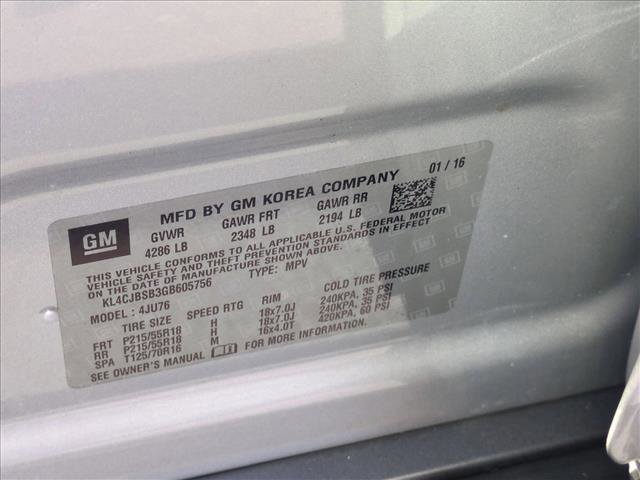 GM
MFD BY GM KOREA COMPANY 01 / 16
GVWR GAWR FRT GAWR RR
4286 LB 2348 LB 2194 LB
THIS VEHICLE CONFORMS TO ALL APPLICABLE U.S. FEDERAL MOTOR
VEHICLE SAFETY AND THEFT PREVENTION STANDARDS IN EFFECT
ON THE DATE OF MANUFACTURE SHOWN ABOVE.
KL4CJBSB3GB605756 TYPE: MPV
MODEL : 4JU76
TIRE SIZE SPEED RTG RIM COLD TIRE PRESSURE
FRT P215/55R18 H 18x7.0J 240KPA, 35 PSI
RR P215/55R18 H 18x7.0J 240KPA, 35 PSI
SPA T125/70R16 M 16x4.0T 420KPA, 60 PSI
SEE OWNER'S MANUAL FOR MORE INFORMATION.